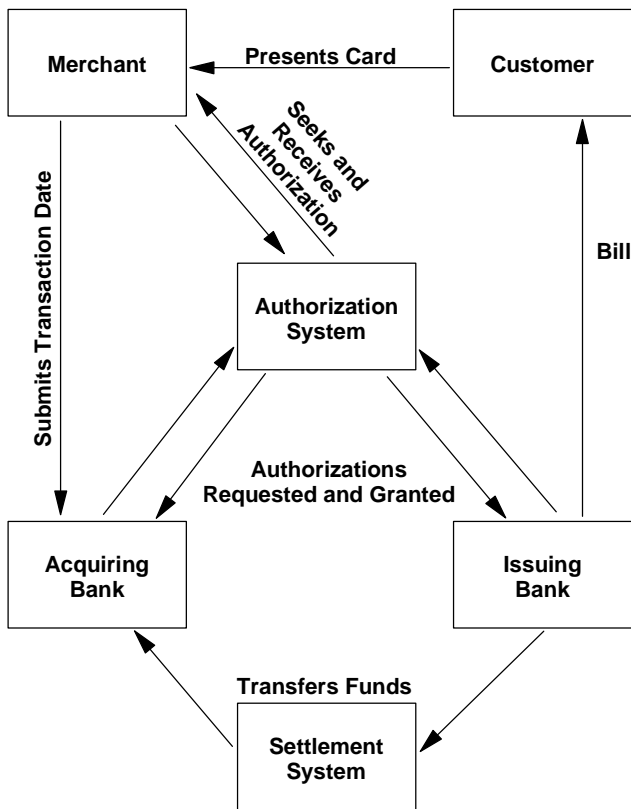 Merchant
Presents Card
Customer
Seeks and
Receives
Authorization
Submits Transaction Date
Bill
Authorization
System
Authorizations
Requested and Granted
Acquiring
Bank
Issuing
Bank
Transfers Funds
Settlement
System